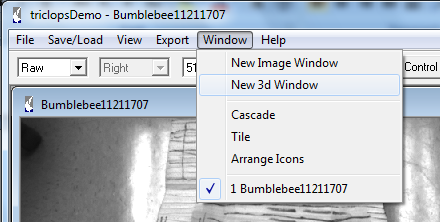 triclopsDemo - Bumblebee11211707
File Save/Load View Export Window Help
Raw Right 51 Control
New Image Window
New 3d Window
Cascade
Tile
Arrange Icons
1 Bumblebee11211707
Bumblebee11211707